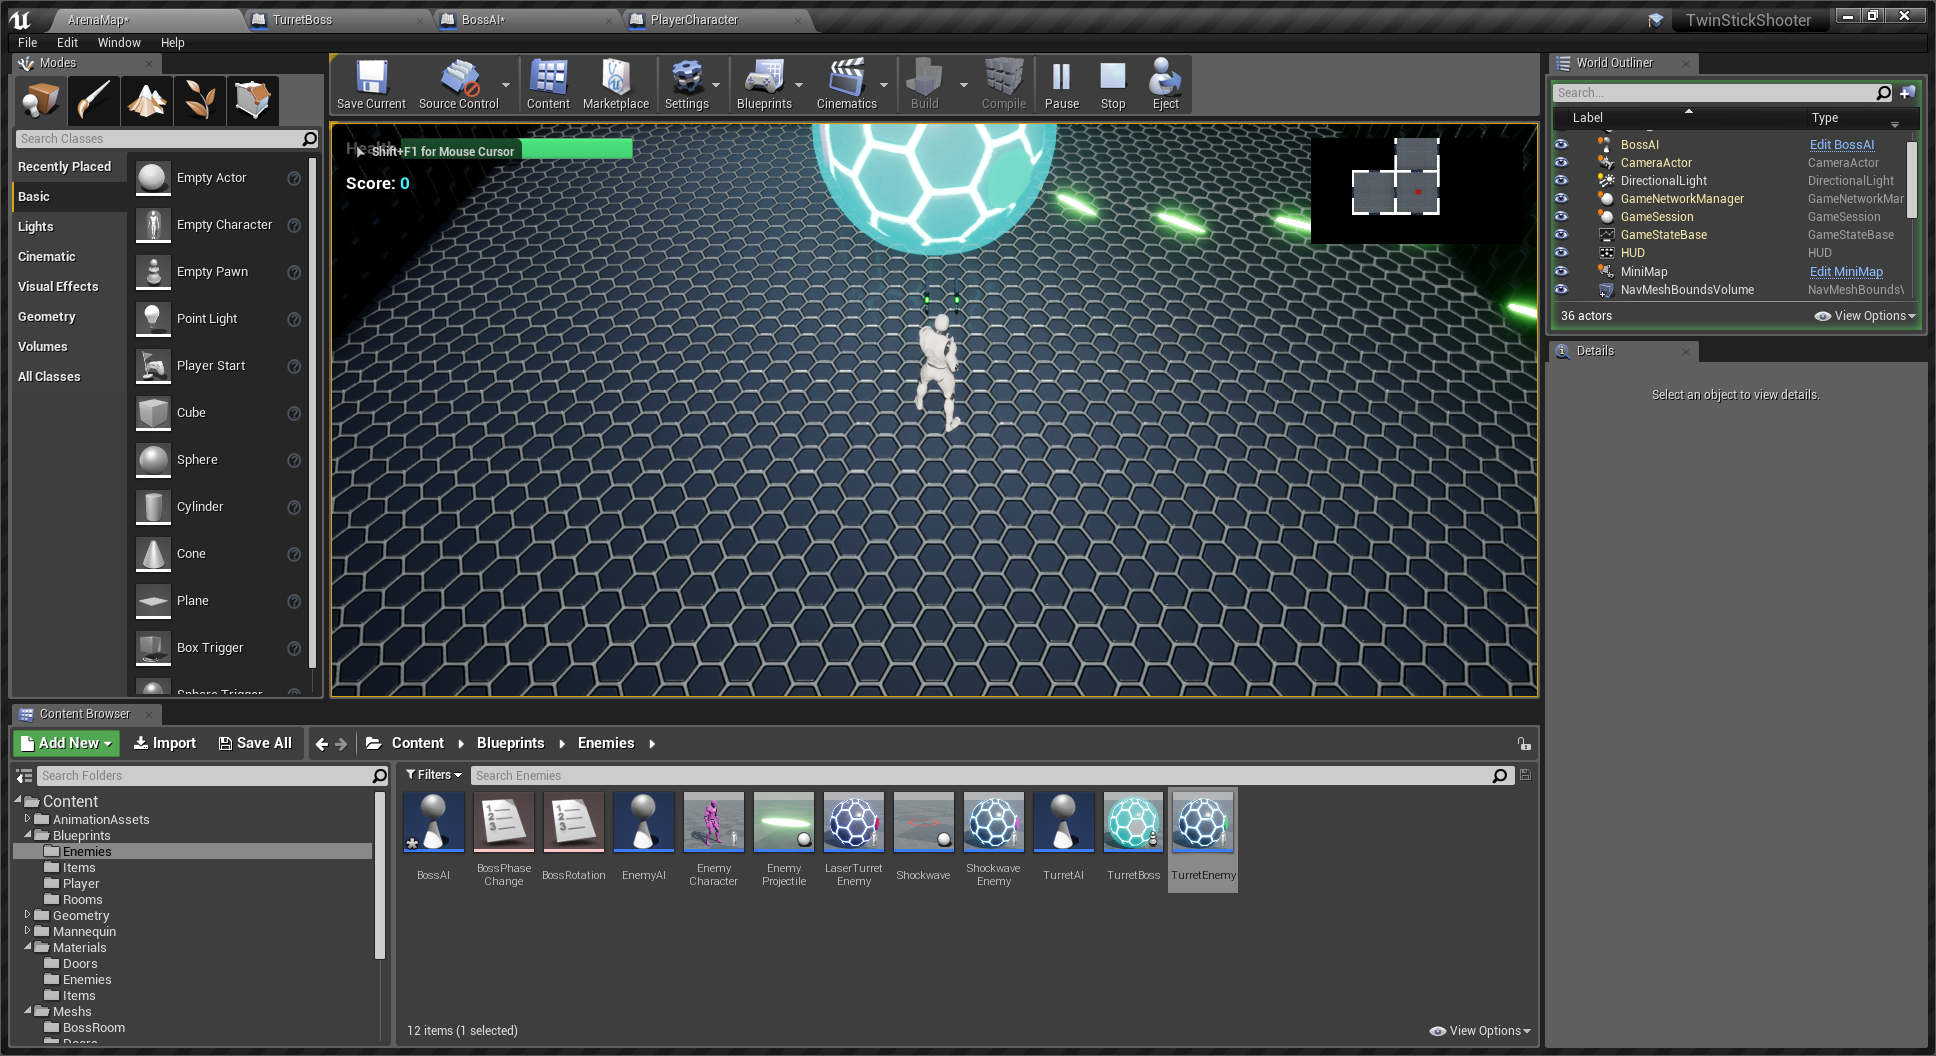 ArenaMap*
TurretBoss
BossAI*
PlayerCharacter
TwinStickShooter
File
Edit
Window
Help
Modes
Search Classes
Recently Placed
Basic
Lights
Cinematic
Visual Effects
Geometry
Volumes
All Classes
Empty Actor
Empty Character
Empty Pawn
Point Light
Player Start
Cube
Sphere
Cylinder
Cone
Plane
Box Trigger
Sphere Trigger
Save Current
Source Control
Content
Marketplace
Settings
Blueprints
Cinematics
Build
Compile
Pause
Stop
Eject
Health
Shift+F1 for Mouse Cursor
Score: 0
World Outliner
Search...
Label
Type
BossAI
Edit BossAI
CameraActor
CameraActor
DirectionalLight
DirectionalLight
GameNetworkManager
GameNetworkMar
GameSession
GameSession
GameStateBase
GameStateBase
HUD
HUD
MiniMap
Edit MiniMap
NavMeshBoundsVolume
NavMeshBoundsV
36 actors
View Options
Details
Select an object to view details.
Content Browser
Add New
Import
Save All
Content
Blueprints
Enemies
Search Folders
Content
AnimationAssets
Blueprints
Enemies
Items
Player
Rooms
Geometry
Mannequin
Materials
Doors
Enemies
Items
Meshs
BossRoom
Doors
Filters
Search Enemies
BossAI
BossPhase
Change
BossRotation
EnemyAI
Enemy
Character
Enemy
Projectile
LaserTurret
Enemy
Shockwave
Shockwave
Enemy
TurretAI
TurretBoss
TurretEnemy
12 items (1 selected)
View Options